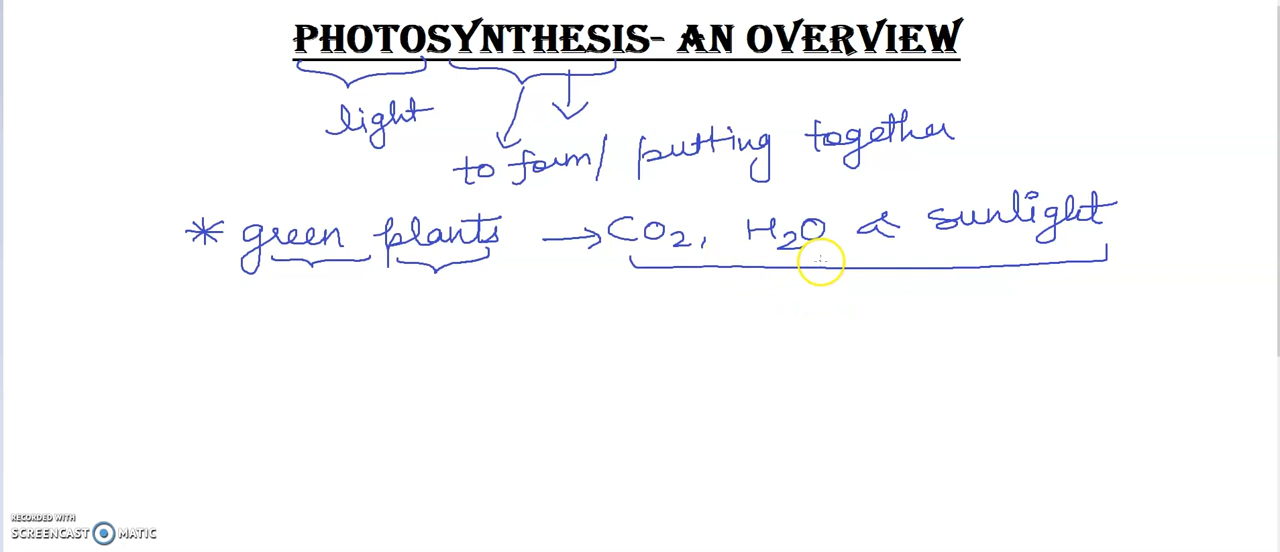 PHOTOSYNTHESIS- AN OVERVIEW
light
to form/ putting together
* green plants → CO2, H2O & sunlight
RECORDED WITH
SCREENCAST MATIC